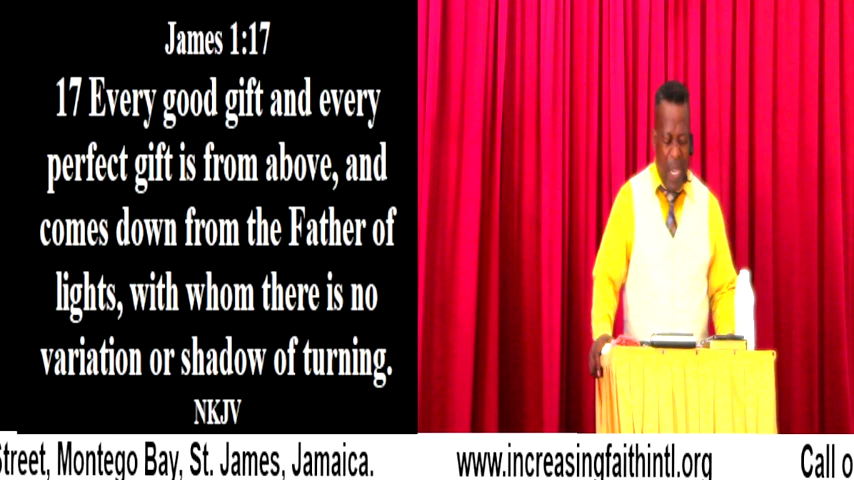 James 1:17
17 Every good gift and every
perfect gift is from above, and
comes down from the Father of
lights, with whom there is no
variation or shadow of turning.
NKJV
Street, Montego Bay, St. James, Jamaica. www.increasingfaithintl.org Call